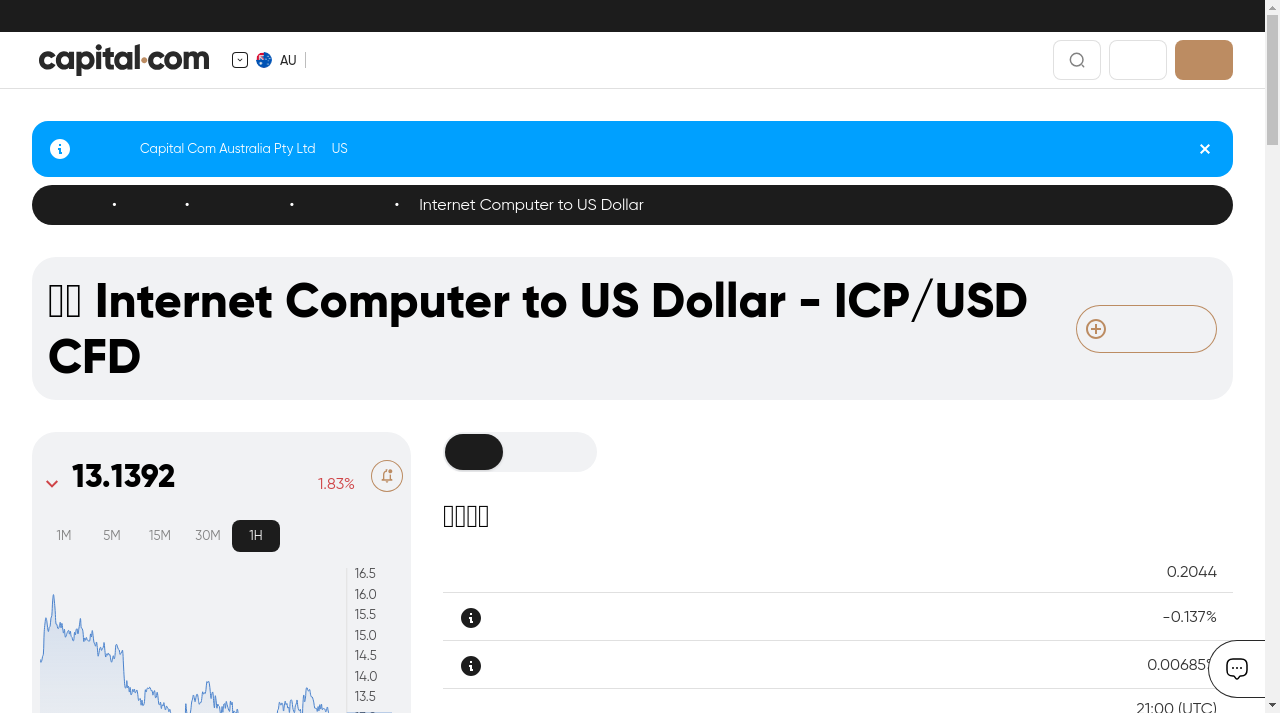 capital.com
AU
Capital Com Australia Pty Ltd US
Internet Computer to US Dollar
Internet Computer to US Dollar - ICP/USD
CFD
13.1392
1.83%
1M 5M 15M 30M 1H
16.5
16.0
15.5
15.0
14.5
14.0
13.5
0.2044
-0.137%
0.00685%
21:00 (UTC)